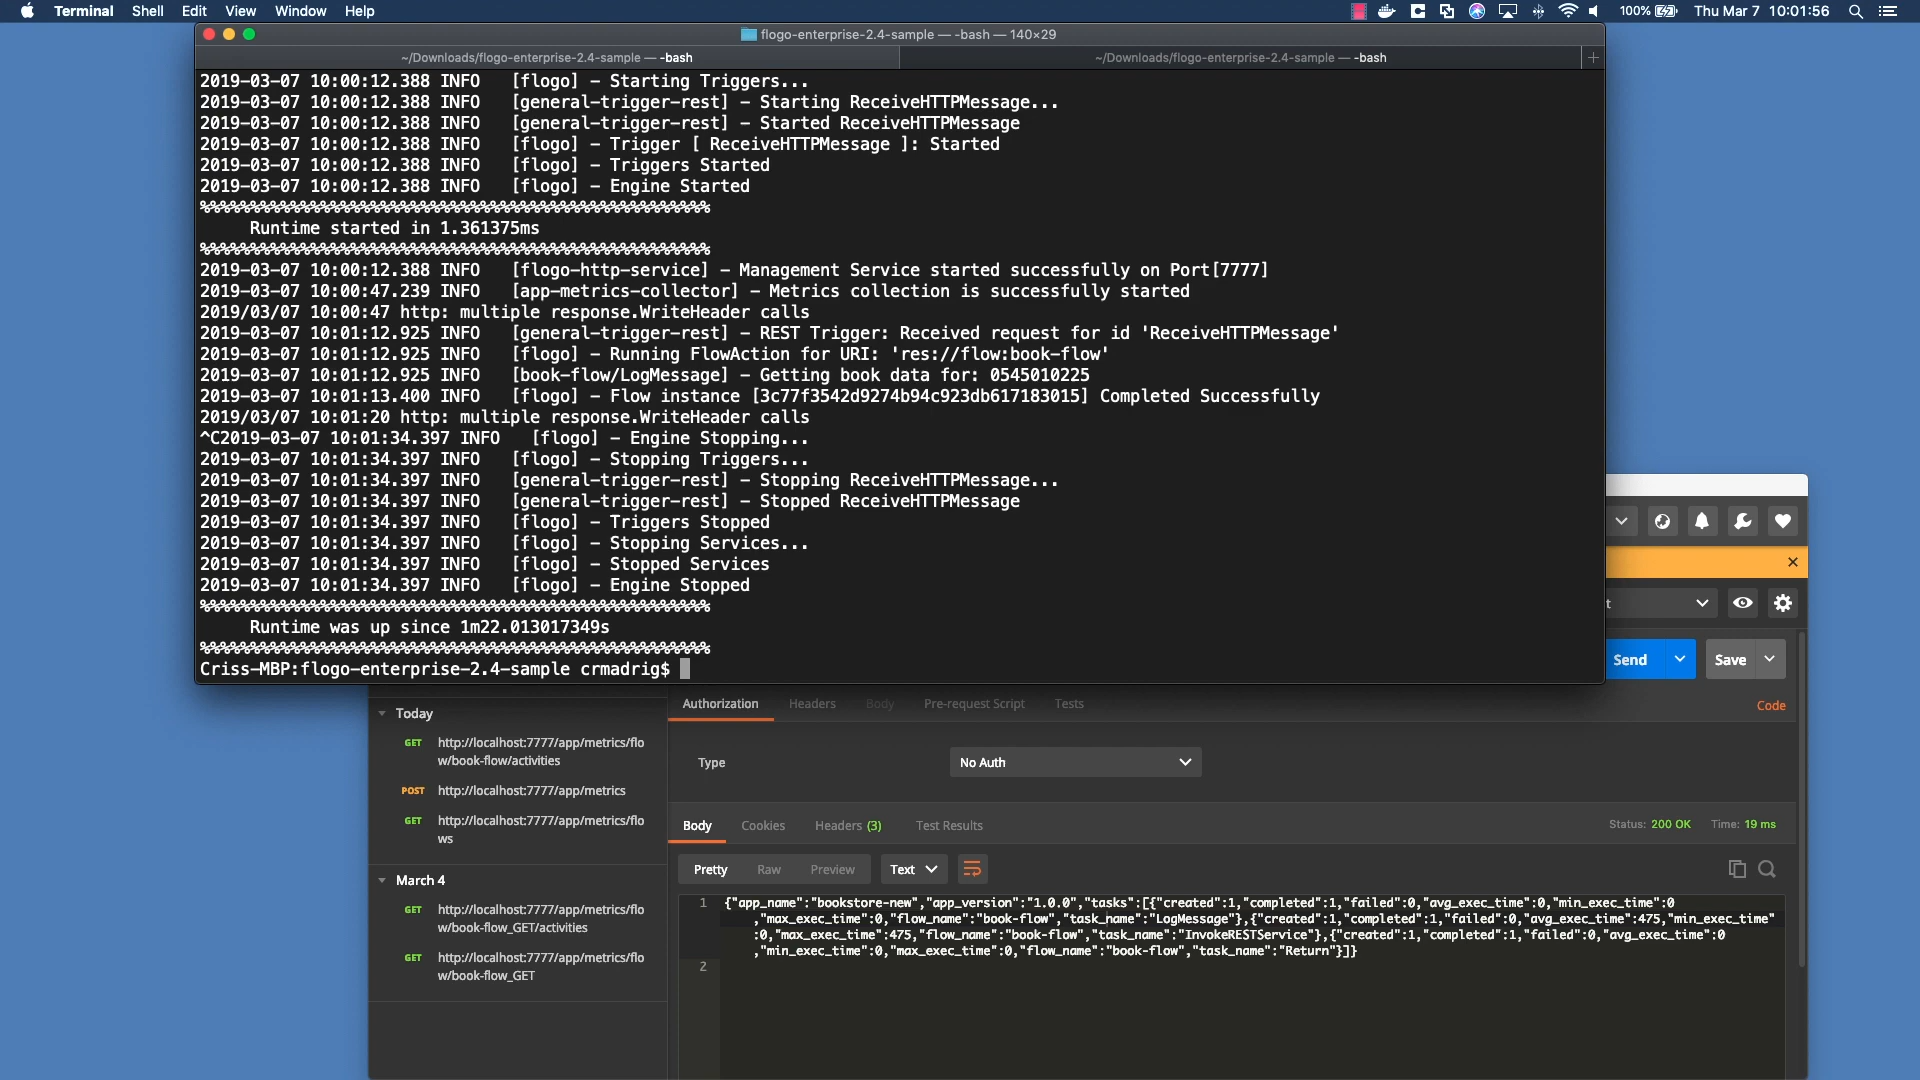 Terminal Shell Edit View Window Help 100% Thu Mar 7 10:01:56
flogo-enterprise-2.4-sample — -bash — 140×29
~/Downloads/flogo-enterprise-2.4-sample — -bash ~/Downloads/flogo-enterprise-2.4-sample — -bash +
2019-03-07 10:00:12.388 INFO [flogo] - Starting Triggers...
2019-03-07 10:00:12.388 INFO [general-trigger-rest] - Starting ReceiveHTTPMessage...
2019-03-07 10:00:12.388 INFO [general-trigger-rest] - Started ReceiveHTTPMessage
2019-03-07 10:00:12.388 INFO [flogo] - Trigger [ ReceiveHTTPMessage ]: Started
2019-03-07 10:00:12.388 INFO [flogo] - Triggers Started
2019-03-07 10:00:12.388 INFO [flogo] - Engine Started
%%%%%%%%%%%%%%%%%%%%%%%%%%%%%%%%%%%%%%%%%%%%%%%%%%%
Runtime started in 1.361375ms
%%%%%%%%%%%%%%%%%%%%%%%%%%%%%%%%%%%%%%%%%%%%%%%%%%%
2019-03-07 10:00:12.388 INFO [flogo-http-service] - Management Service started successfully on Port[7777]
2019-03-07 10:00:47.239 INFO [app-metrics-collector] - Metrics collection is successfully started
2019/03/07 10:00:47 http: multiple response.WriteHeader calls
2019-03-07 10:01:12.925 INFO [general-trigger-rest] - REST Trigger: Received request for id 'ReceiveHTTPMessage'
2019-03-07 10:01:12.925 INFO [flogo] - Running FlowAction for URI: 'res://flow:book-flow'
2019-03-07 10:01:12.925 INFO [book-flow/LogMessage] - Getting book data for: 0545010225
2019-03-07 10:01:13.400 INFO [flogo] - Flow instance [3c77f3542d9274b94c923db617183015] Completed Successfully
2019/03/07 10:01:20 http: multiple response.WriteHeader calls
^C2019-03-07 10:01:34.397 INFO [flogo] - Engine Stopping...
2019-03-07 10:01:34.397 INFO [flogo] - Stopping Triggers...
2019-03-07 10:01:34.397 INFO [general-trigger-rest] - Stopping ReceiveHTTPMessage...
2019-03-07 10:01:34.397 INFO [general-trigger-rest] - Stopped ReceiveHTTPMessage
2019-03-07 10:01:34.397 INFO [flogo] - Triggers Stopped
2019-03-07 10:01:34.397 INFO [flogo] - Stopping Services...
2019-03-07 10:01:34.397 INFO [flogo] - Stopped Services
2019-03-07 10:01:34.397 INFO [flogo] - Engine Stopped
%%%%%%%%%%%%%%%%%%%%%%%%%%%%%%%%%%%%%%%%%%%%%%%%%%%
Runtime was up since 1m22.013017349s
%%%%%%%%%%%%%%%%%%%%%%%%%%%%%%%%%%%%%%%%%%%%%%%%%%%
Criss-MBP:flogo-enterprise-2.4-sample crmadrig$
t
Send Save
Authorization Headers Body Pre-request Script Tests Code
Type No Auth
Today
GET http://localhost:7777/app/metrics/flo
w/book-flow/activities
POST http://localhost:7777/app/metrics
GET http://localhost:7777/app/metrics/flo
ws
March 4
GET http://localhost:7777/app/metrics/flo
w/book-flow_GET/activities
GET http://localhost:7777/app/metrics/flo
w/book-flow_GET
Body Cookies Headers (3) Test Results Status: 200 OK Time: 19 ms
Pretty Raw Preview Text
1 {"app_name":"bookstore-new","app_version":"1.0.0","tasks":[{"created":1,"completed":1,"failed":0,"avg_exec_time":0,"min_exec_time":0
,"max_exec_time":0,"flow_name":"book-flow","task_name":"LogMessage"},{"created":1,"completed":1,"failed":0,"avg_exec_time":475,"min_exec_time"
:0,"max_exec_time":475,"flow_name":"book-flow","task_name":"InvokeRESTService"},{"created":1,"completed":1,"failed":0,"avg_exec_time":0
,"min_exec_time":0,"max_exec_time":0,"flow_name":"book-flow","task_name":"Return"}]}
2